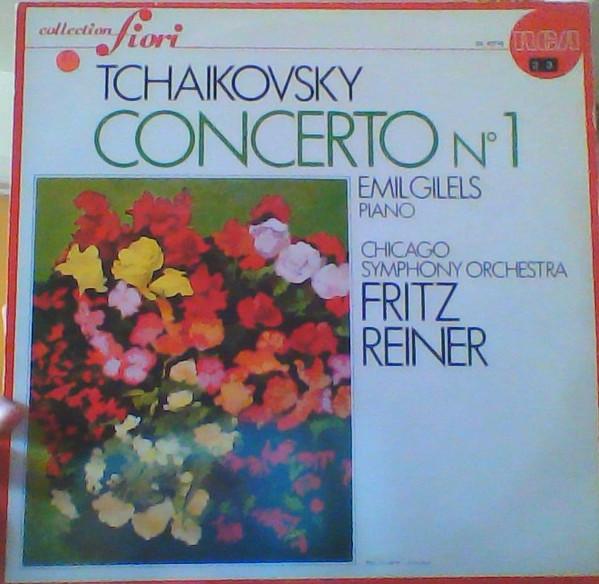 collection fiori
RCA
TCHAIKOVSKY
CONCERTO N° 1
EMIL GILELS
PIANO
CHICAGO
SYMPHONY ORCHESTRA
FRITZ
REINER